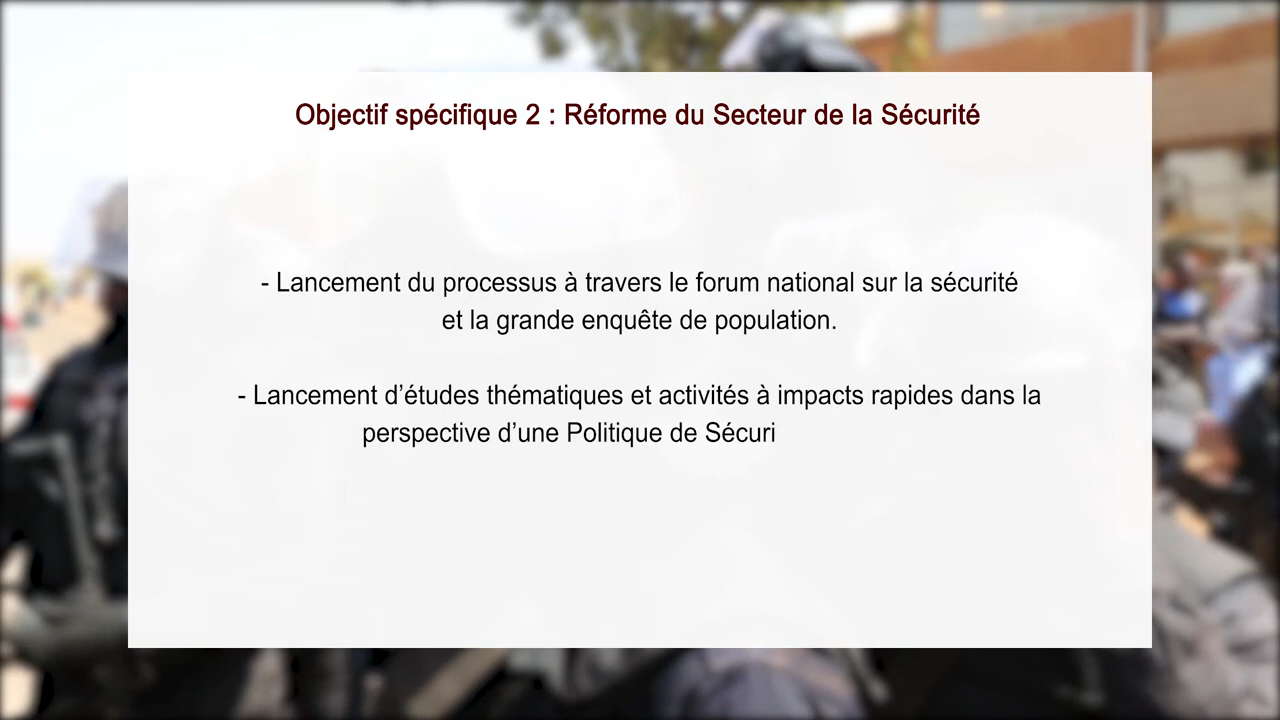 Objectif spécifique 2 : Réforme du Secteur de la Sécurité
- Lancement du processus à travers le forum national sur la sécurité
et la grande enquête de population.
- Lancement d’études thématiques et activités à impacts rapides dans la
perspective d’une Politique de Sécuri